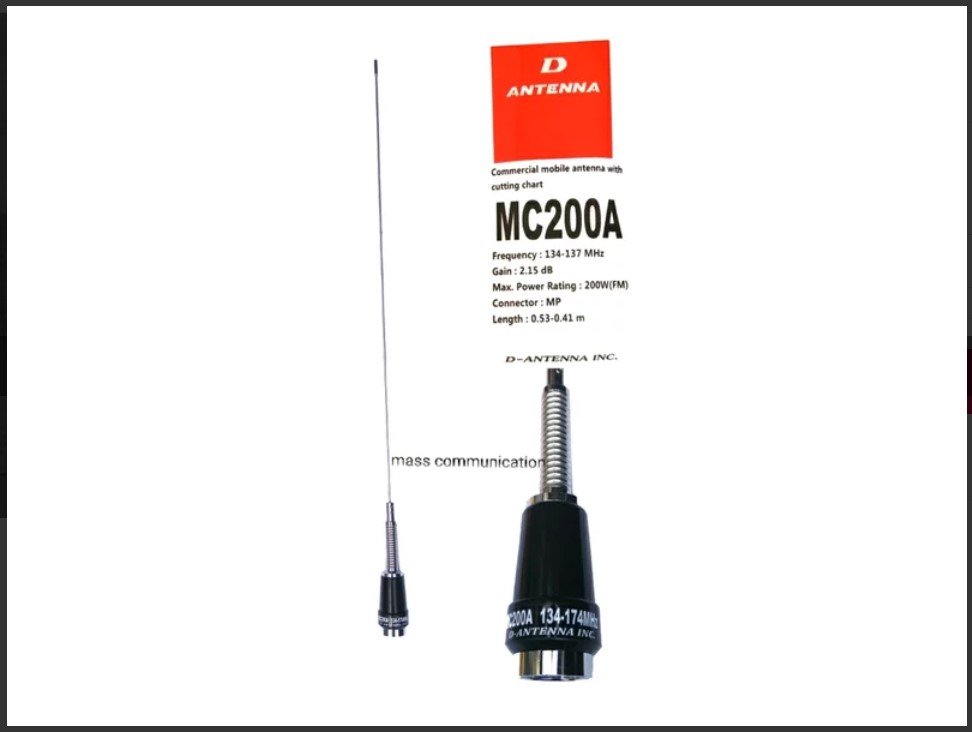 D
ANTENNA
Commercial mobile antenna with
cutting chart
MC200A
Frequency : 134-137 MHz
Gain : 2.15 dB
Max. Power Rating : 200W(FM)
Connector : MP
Length : 0.53-0.41 m
D-ANTENNA INC.
mass communication
C200A 134-174MHz
D-ANTENNA INC.